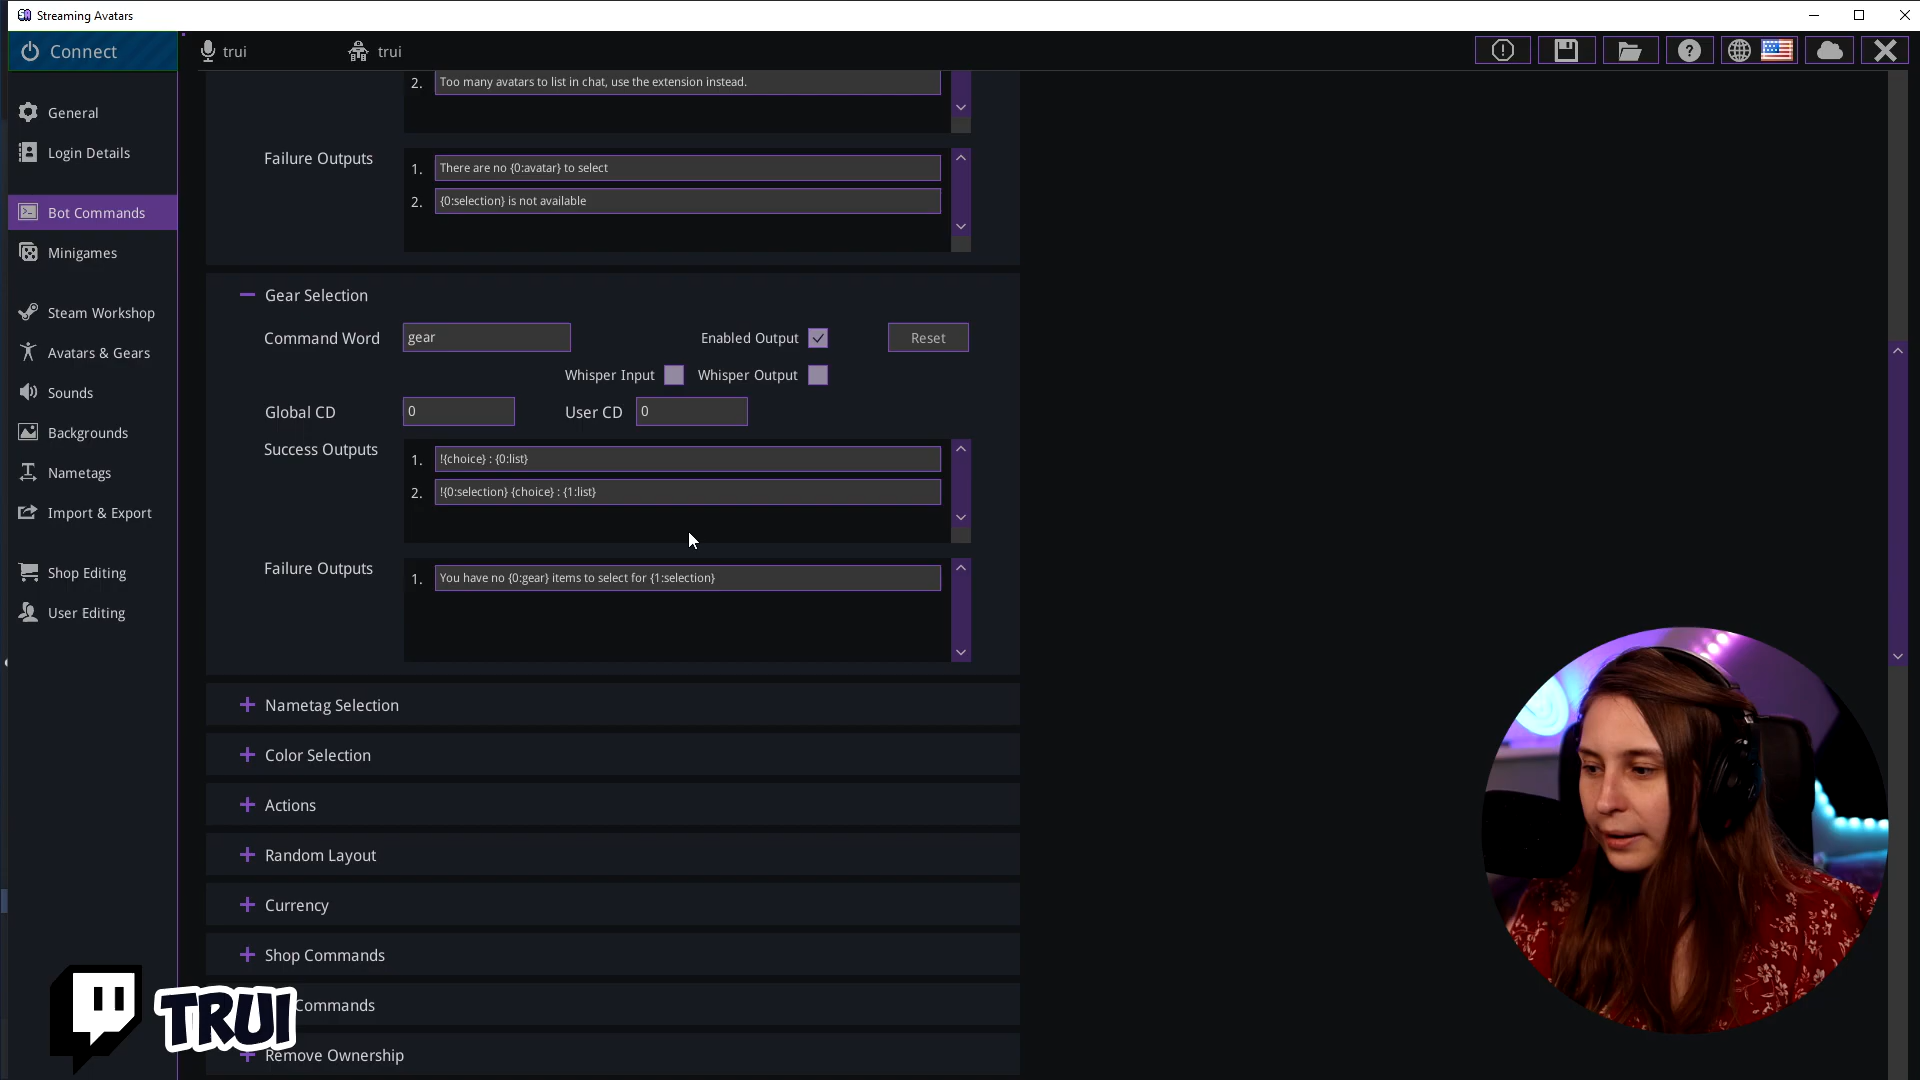 Streaming Avatars
Connect
trui
trui
General
Login Details
Bot Commands
Minigames
Steam Workshop
Avatars & Gears
Sounds
Backgrounds
Nametags
Import & Export
Shop Editing
User Editing
2. Too many avatars to list in chat, use the extension instead.
Failure Outputs
1. There are no {0:avatar} to select
2. {0:selection} is not available
Gear Selection
Command Word gear Enabled Output Reset
Whisper Input Whisper Output
Global CD 0 User CD 0
Success Outputs
1. !{choice} : {0:list}
2. !{0:selection} {choice} : {1:list}
Failure Outputs
1. You have no {0:gear} items to select for {1:selection}
Nametag Selection
Color Selection
Actions
Random Layout
Currency
Shop Commands
Commands
Remove Ownership
TRUI